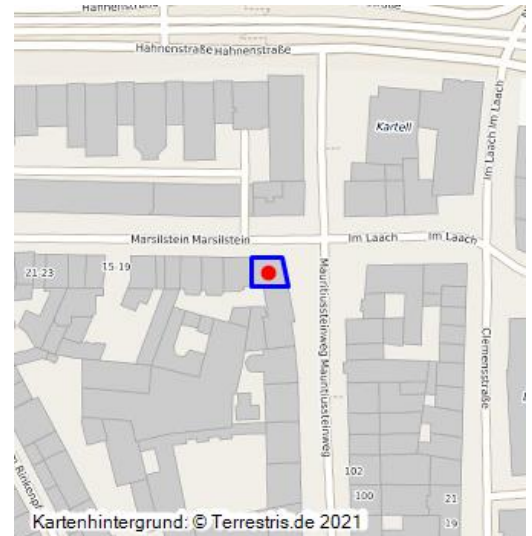 Hahnenstraße
Hahnenstraße Hahnenstraße
Kartell
Im Laach Im Laach
Marsilstein Marsilstein
Im Laach
Im Laach
21-23
15-19
Mauritiussteinweg Mauritiussteinweg
Clemensstraße
102
100
21
19
Kartenhintergrund: © Terrestris.de 2021